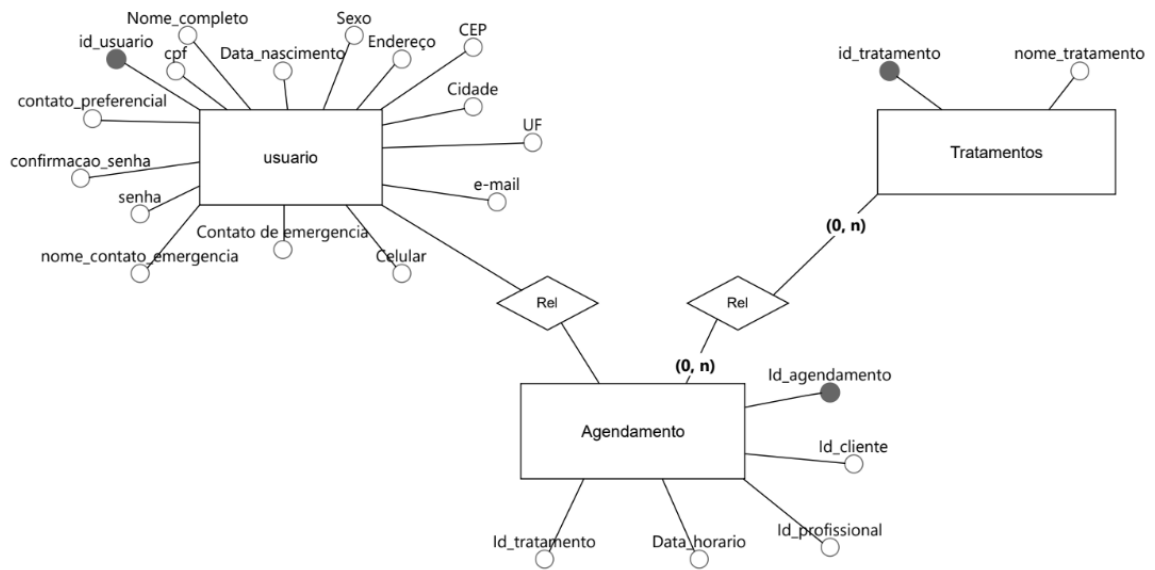 Nome_completo
Sexo
CEP
id_usuario
cpf
Data_nascimento
Endereço
contato_preferencial
Cidade
UF
confirmacao_senha
usuario
senha
e-mail
Contato de emergencia
nome_contato_emergencia
Celular
id_tratamento
nome_tratamento
Tratamentos
(0, n)
Rel
Rel
(0, n)
Id_agendamento
Agendamento
Id_cliente
Id_profissional
Id_tratamento
Data_horario